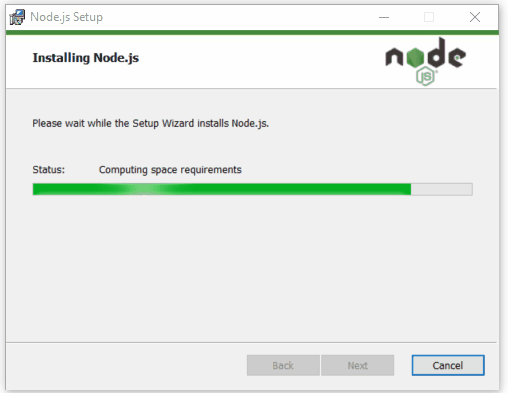 Node.js Setup
Installing Node.js
node
JS
Please wait while the Setup Wizard installs Node.js.
Status: Computing space requirements
Back Next Cancel